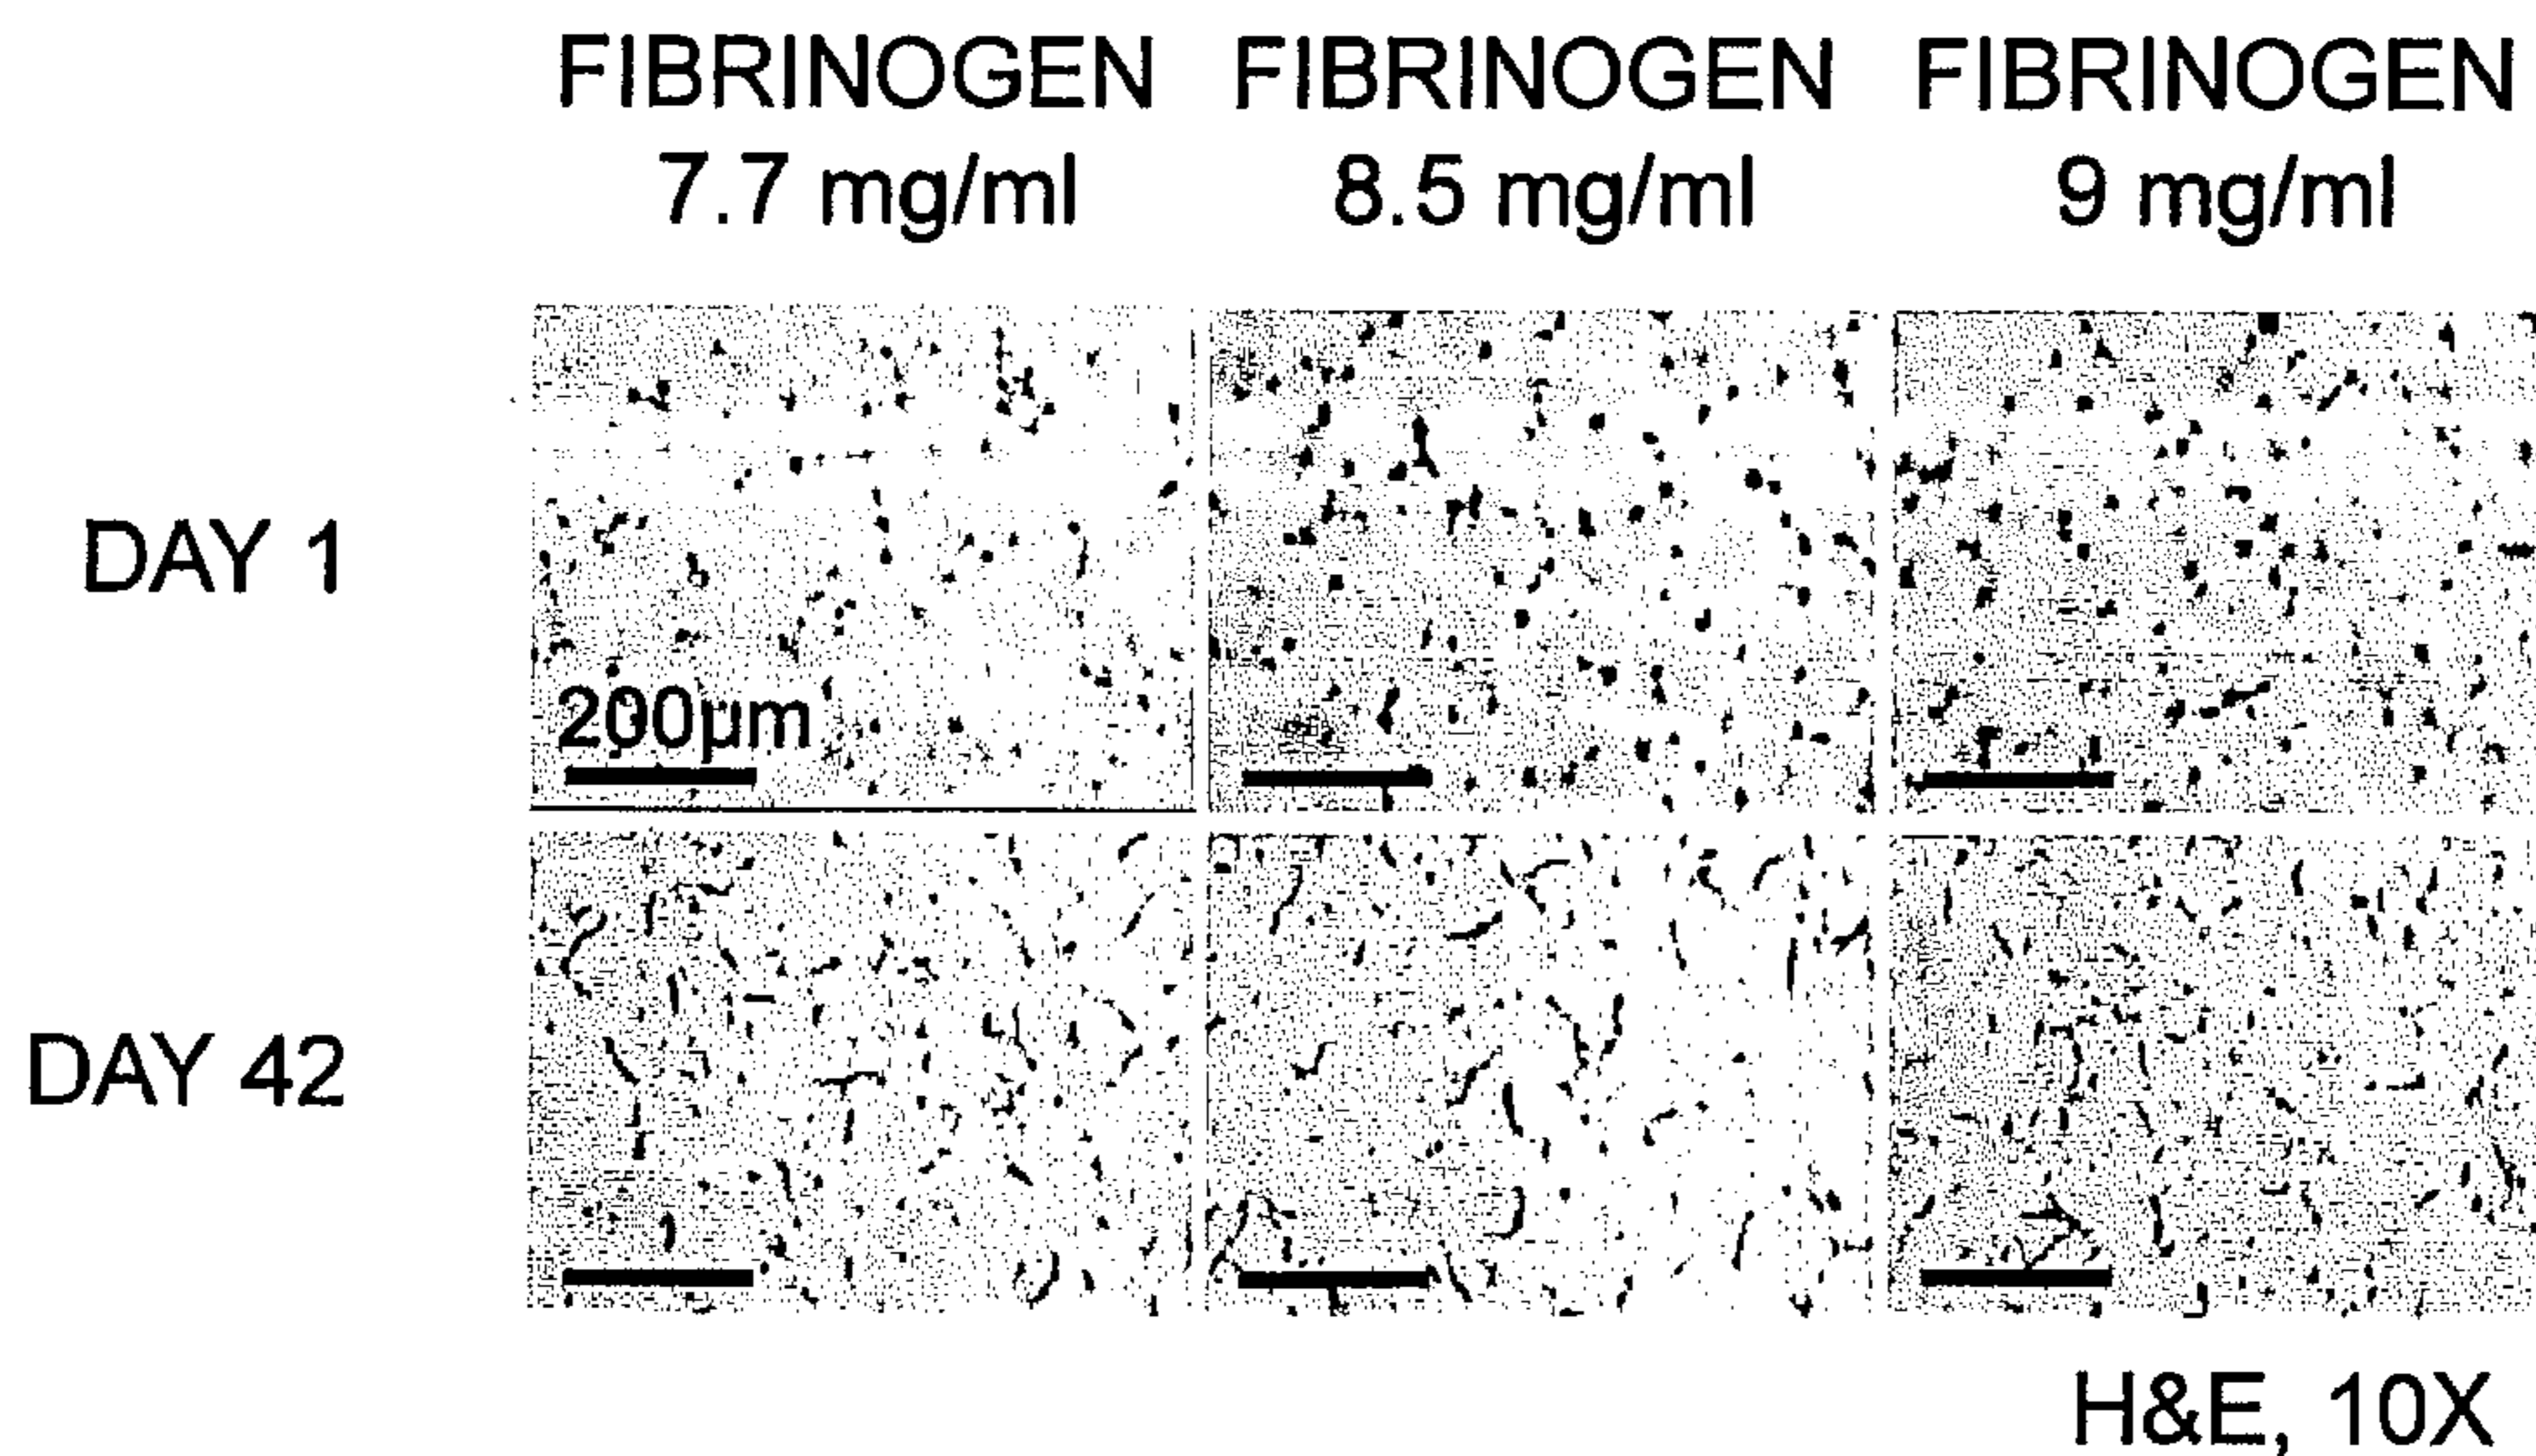 FIBRINOGEN FIBRINOGEN FIBRINOGEN
7.7 mg/ml 8.5 mg/ml 9 mg/ml
DAY 1
200µm
DAY 42
H&E, 10X